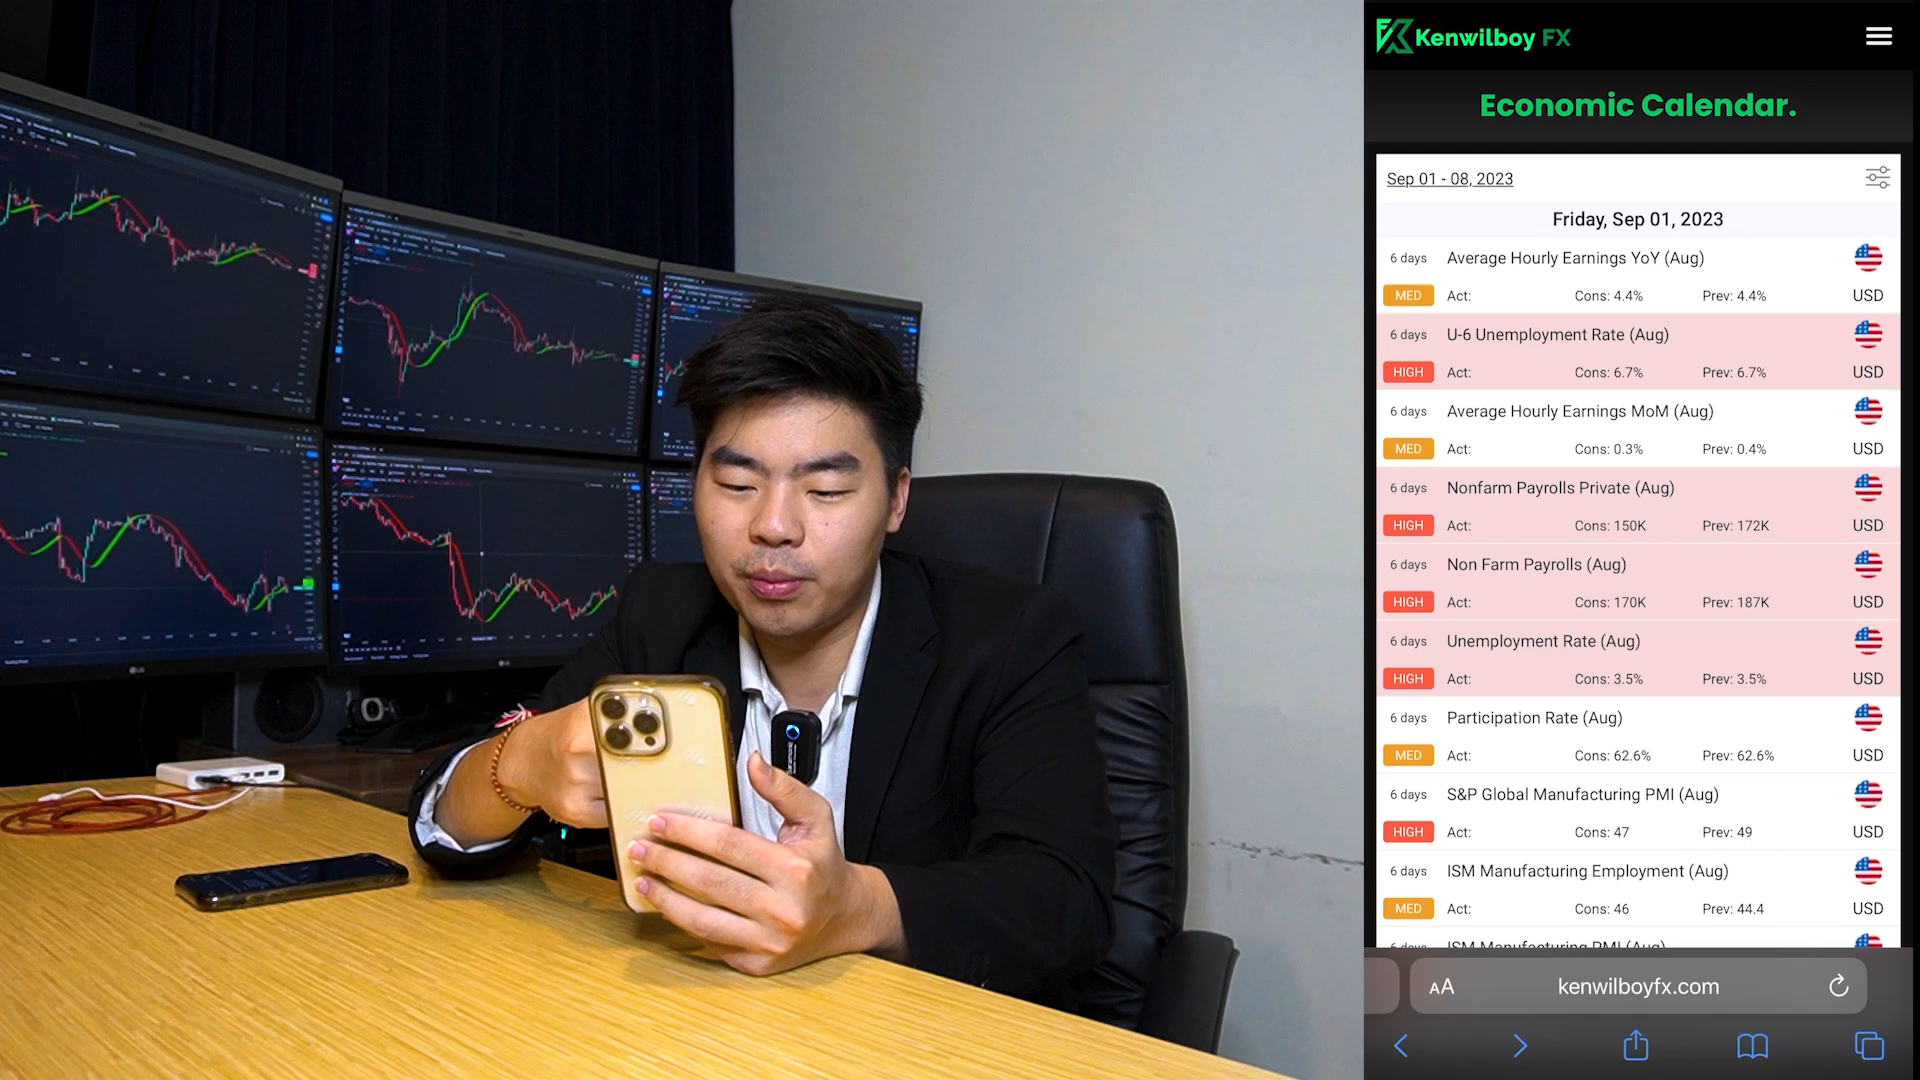 Kenwilboy FX
Economic Calendar.
Sep 01 - 08, 2023
Friday, Sep 01, 2023
6 days Average Hourly Earnings YoY (Aug)
MED Act: Cons: 4.4% Prev: 4.4% USD
6 days U-6 Unemployment Rate (Aug)
HIGH Act: Cons: 6.7% Prev: 6.7% USD
6 days Average Hourly Earnings MoM (Aug)
MED Act: Cons: 0.3% Prev: 0.4% USD
6 days Nonfarm Payrolls Private (Aug)
HIGH Act: Cons: 150K Prev: 172K USD
6 days Non Farm Payrolls (Aug)
HIGH Act: Cons: 170K Prev: 187K USD
6 days Unemployment Rate (Aug)
HIGH Act: Cons: 3.5% Prev: 3.5% USD
6 days Participation Rate (Aug)
MED Act: Cons: 62.6% Prev: 62.6% USD
6 days S&P Global Manufacturing PMI (Aug)
HIGH Act: Cons: 47 Prev: 49 USD
6 days ISM Manufacturing Employment (Aug)
MED Act: Cons: 46 Prev: 44.4 USD
6 days ISM Manufacturing PMI (Aug)
AA kenwilboyfx.com